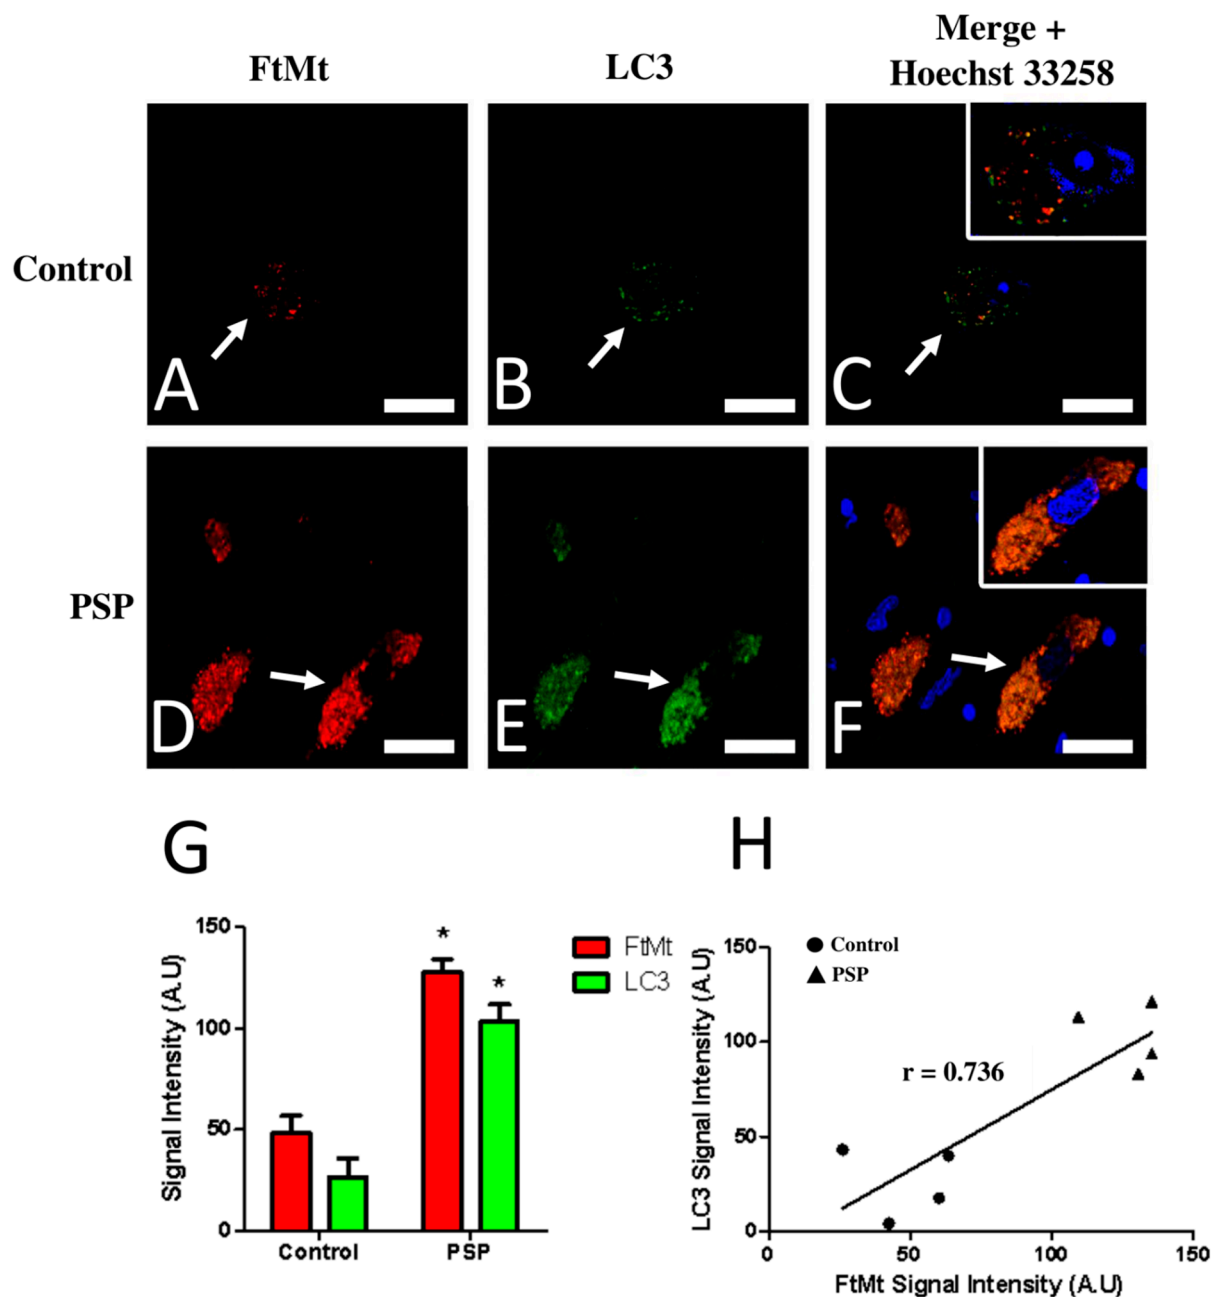 FtMt
LC3
Merge +
Hoechst 33258
Control
A
B
C
PSP
D
E
F
G
H
Signal Intensity (A.U)
150
100
50
0
*
*
Control
PSP
FtMt
LC3
LC3 Signal Intensity (A.U)
150
100
50
0
Control
PSP
r = 0.736
0
50
100
150
FtMt Signal Intensity (A.U)